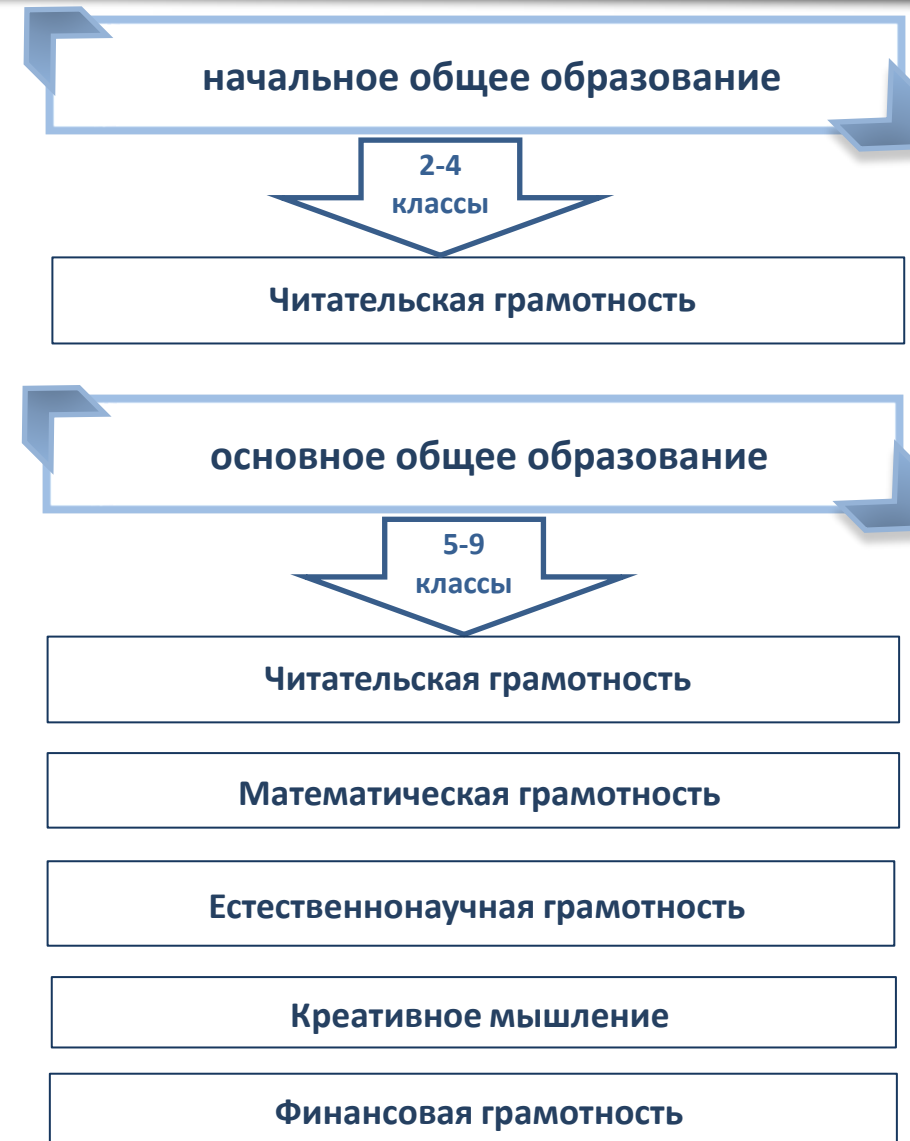 начальное общее образование
2-4
классы
Читательская грамотность
основное общее образование
5-9
классы
Читательская грамотность
Математическая грамотность
Естественнонаучная грамотность
Креативное мышление
Финансовая грамотность